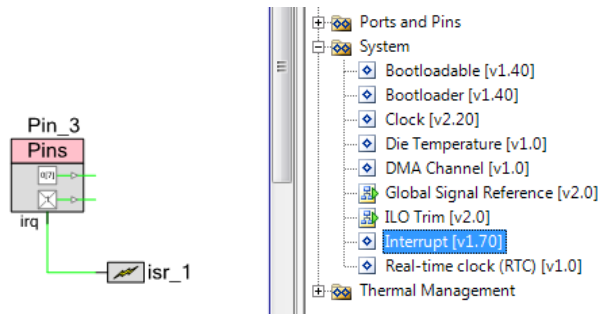 Pin_3
Pins
0[7]
irq
isr_1
Ports and Pins
System
Bootloadable [v1.40]
Bootloader [v1.40]
Clock [v2.20]
Die Temperature [v1.0]
DMA Channel [v1.0]
Global Signal Reference [v2.0]
ILO Trim [v2.0]
Interrupt [v1.70]
Real-time clock (RTC) [v1.0]
Thermal Management